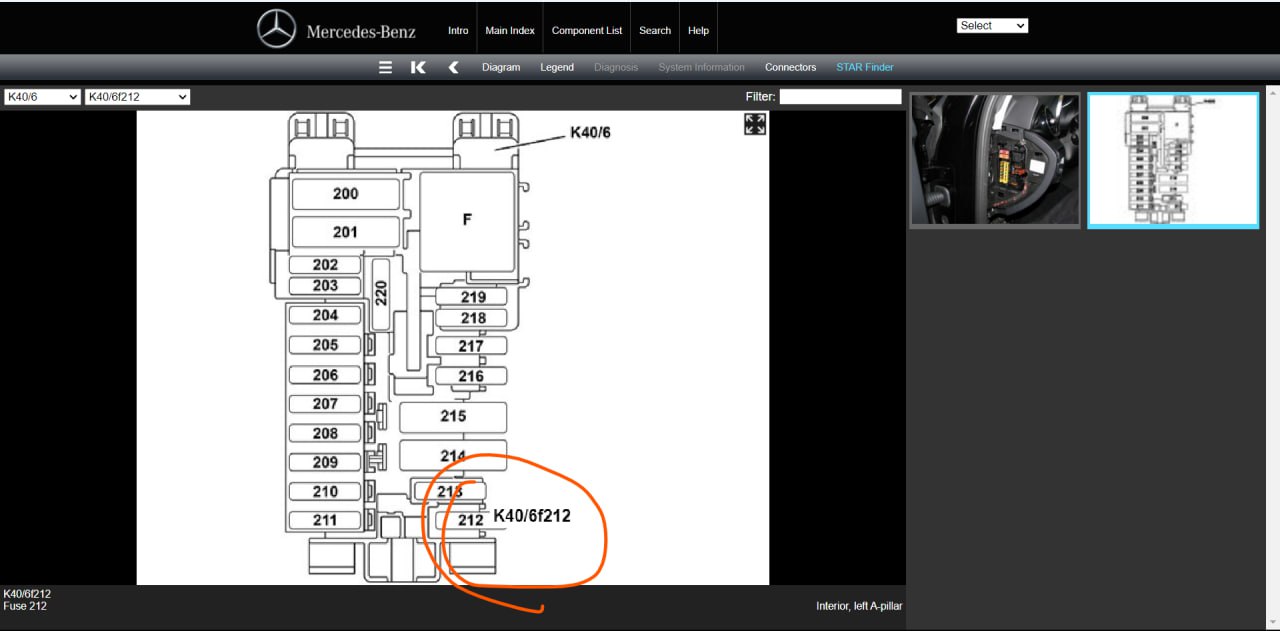 Mercedes-Benz
Intro
Main Index
Component List
Search
Help
Select
Diagram
Legend
Diagnosis
System Information
Connectors
STAR Finder
K40/6
K40/6f212
Filter:
K40/6
200
F
201
202
203
220
219
204
218
205
217
206
216
207
215
208
214
209
210
213
211
212
K40/6f212
K40/6f212
Fuse 212
Interior, left A-pillar